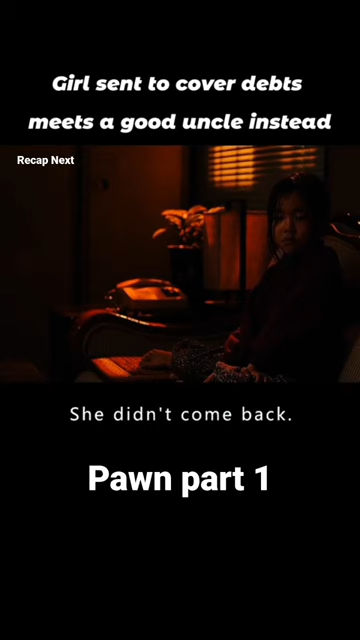 Girl sent to cover debts
meets a good uncle instead
Recap Next
She didn't come back.
Pawn part 1